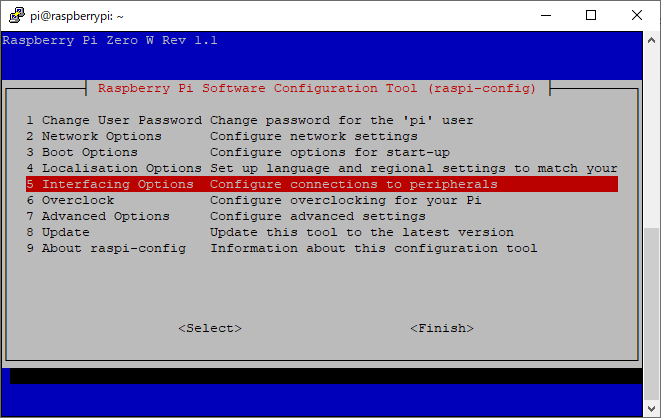 pi@raspberrypi: ~
Raspberry Pi Zero W Rev 1.1
Raspberry Pi Software Configuration Tool (raspi-config)
1 Change User Password Change password for the 'pi' user
2 Network Options      Configure network settings
3 Boot Options         Configure options for start-up
4 Localisation Options Set up language and regional settings to match your
5 Interfacing Options  Configure connections to peripherals
6 Overclock            Configure overclocking for your Pi
7 Advanced Options     Configure advanced settings
8 Update               Update this tool to the latest version
9 About raspi-config   Information about this configuration tool
<Select>                     <Finish>